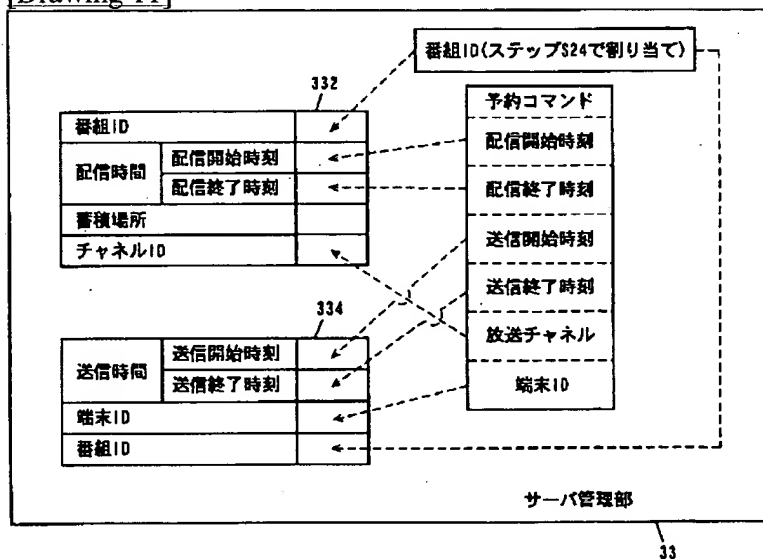 [Drawing 11]
番組ID(ステップS24で割り当て)
332
番組ID
配信時間
配信開始時刻
配信終了時刻
蓄積場所
チャネルID
予約コマンド
配信開始時刻
配信終了時刻
送信開始時刻
送信終了時刻
放送チャネル
端末ID
334
送信時間
送信開始時刻
送信終了時刻
端末ID
番組ID
サーバ管理部
33